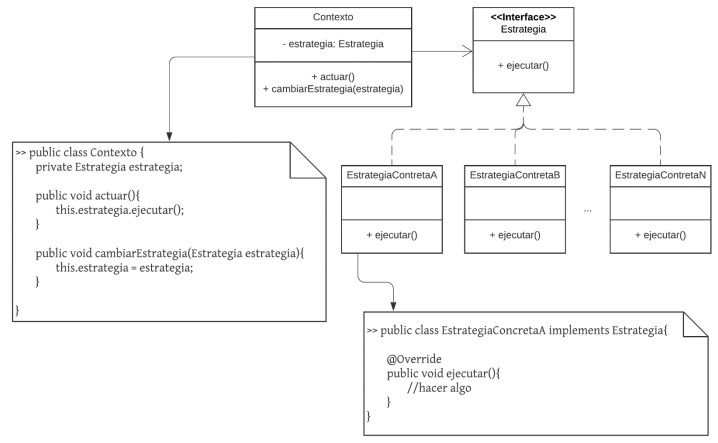 Contexto
- estrategia: Estrategia
+ actuar()
+ cambiarEstrategia(estrategia)
<<Interface>>
Estrategia
+ ejecutar()
>> public class Contexto {
private Estrategia estrategia;
public void actuar(){
this.estrategia.ejecutar();
}
public void cambiarEstrategia(Estrategia estrategia){
this.estrategia = estrategia;
}
}
EstrategiaContretaA
+ ejecutar()
EstrategiaContretaB
+ ejecutar()
...
EstrategiaContretaN
+ ejecutar()
>> public class EstrategiaConcretaA implements Estrategia{
@Override
public void ejecutar(){
//hacer algo
}
}